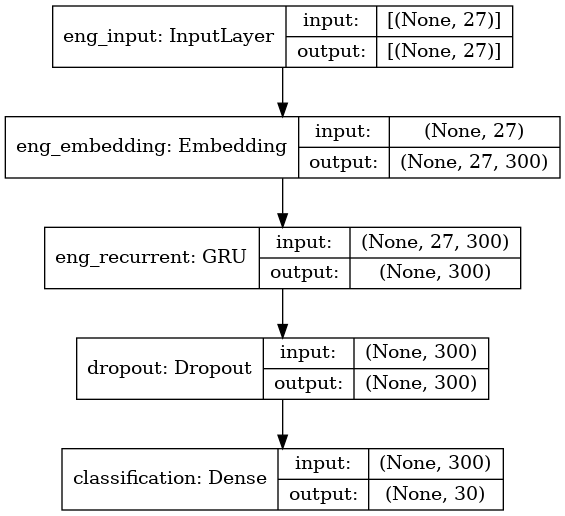 eng_input: InputLayer
input: [(None, 27)]
output: [(None, 27)]
eng_embedding: Embedding
input: (None, 27)
output: (None, 27, 300)
eng_recurrent: GRU
input: (None, 27, 300)
output: (None, 300)
dropout: Dropout
input: (None, 300)
output: (None, 300)
classification: Dense
input: (None, 300)
output: (None, 30)